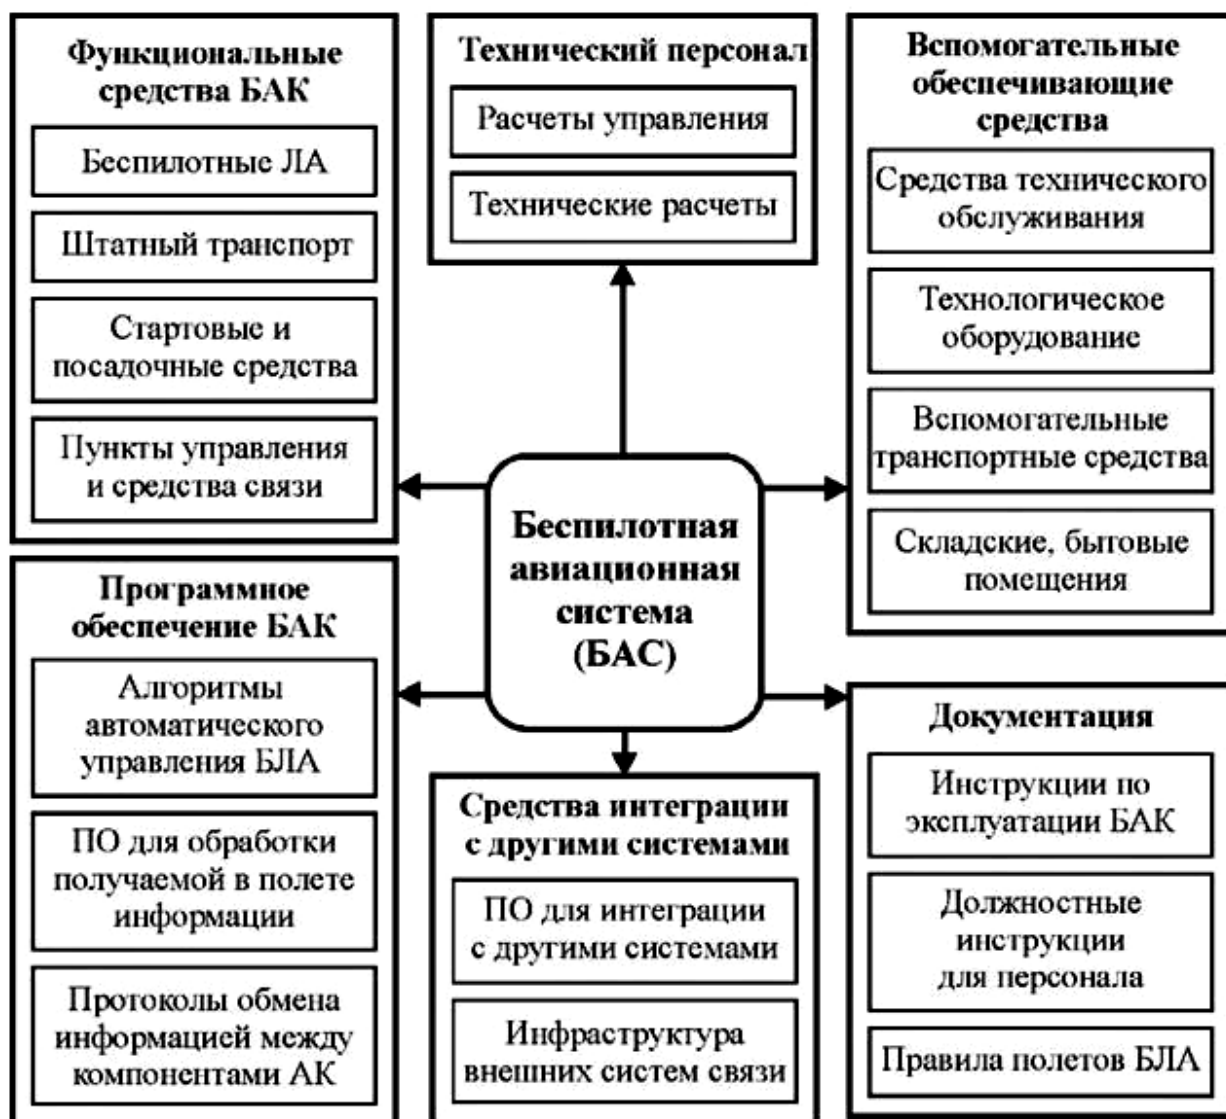 Функциональные
средства БАК
Беспилотные ЛА
Штатный транспорт
Стартовые и
посадочные средства
Пункты управления
и средства связи
Технический персонал
Расчеты управления
Технические расчеты
Вспомогательные
обеспечивающие
средства
Средства технического
обслуживания
Технологическое
оборудование
Вспомогательные
транспортные средства
Складские, бытовые
помещения
Беспилотная
авиационная
система
(БАС)
Программное
обеспечение БАК
Алгоритмы
автоматического
управления БЛА
ПО для обработки
получаемой в полете
информации
Протоколы обмена
информацией между
компонентами АК
Средства интеграции
с другими системами
ПО для интеграции
с другими системами
Инфраструктура
внешних систем связи
Документация
Инструкции по
эксплуатации БАК
Должностные
инструкции
для персонала
Правила полетов БЛА